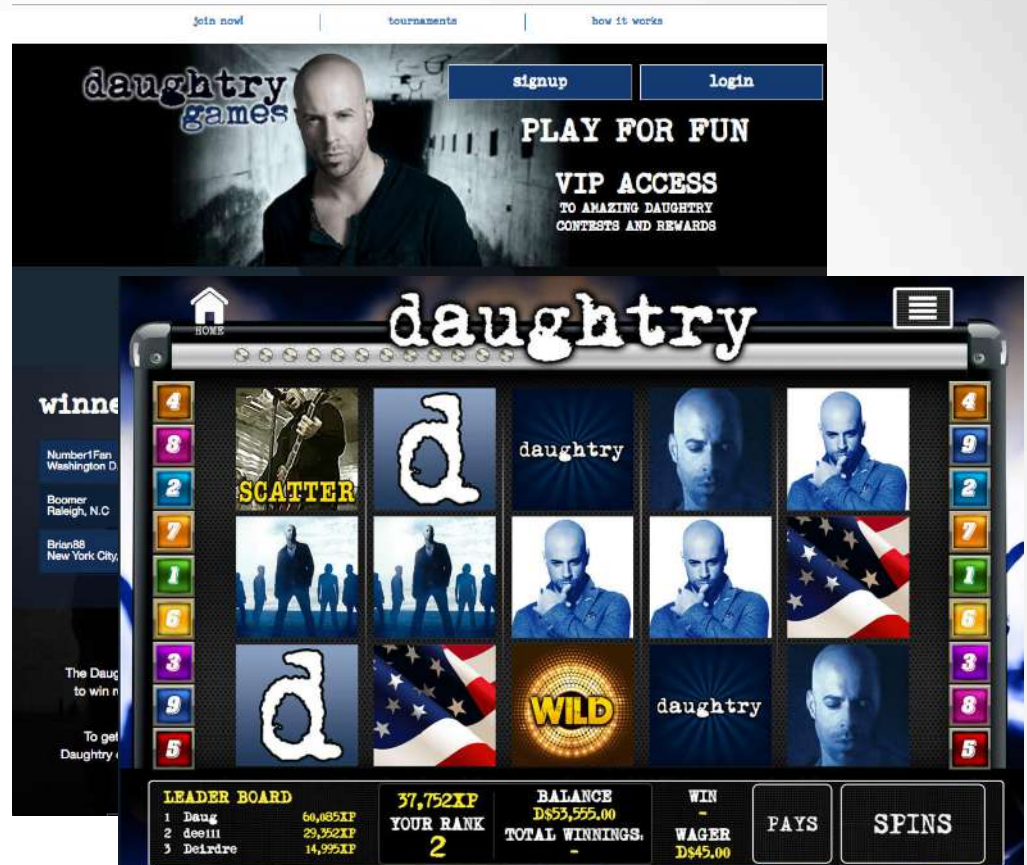 join now!
tournaments
how it works
daughtry
games
signup
login
PLAY FOR FUN
VIP ACCESS
TO AMAZING DAUGHTRY
CONTESTS AND REWARDS
winne
Number1Fan
Washington D
Boomer
Raleigh, N.C
Brian88
New York City,
The Daug
to win r
To get
Daughtry
HOME
daughtry
4
8
2
7
1
6
3
9
5
SCATTER
d
daughtry
d
WILD
daughtry
4
9
2
7
1
6
3
8
5
LEADER BOARD
1 Daug 60,085XP
2 dee111 29,352XP
3 Deirdre 14,995XP
37,752XP
YOUR RANK
2
BALANCE
D$53,555.00
TOTAL WINNINGS:
-
WIN
-
WAGER
D$45.00
PAYS
SPINS